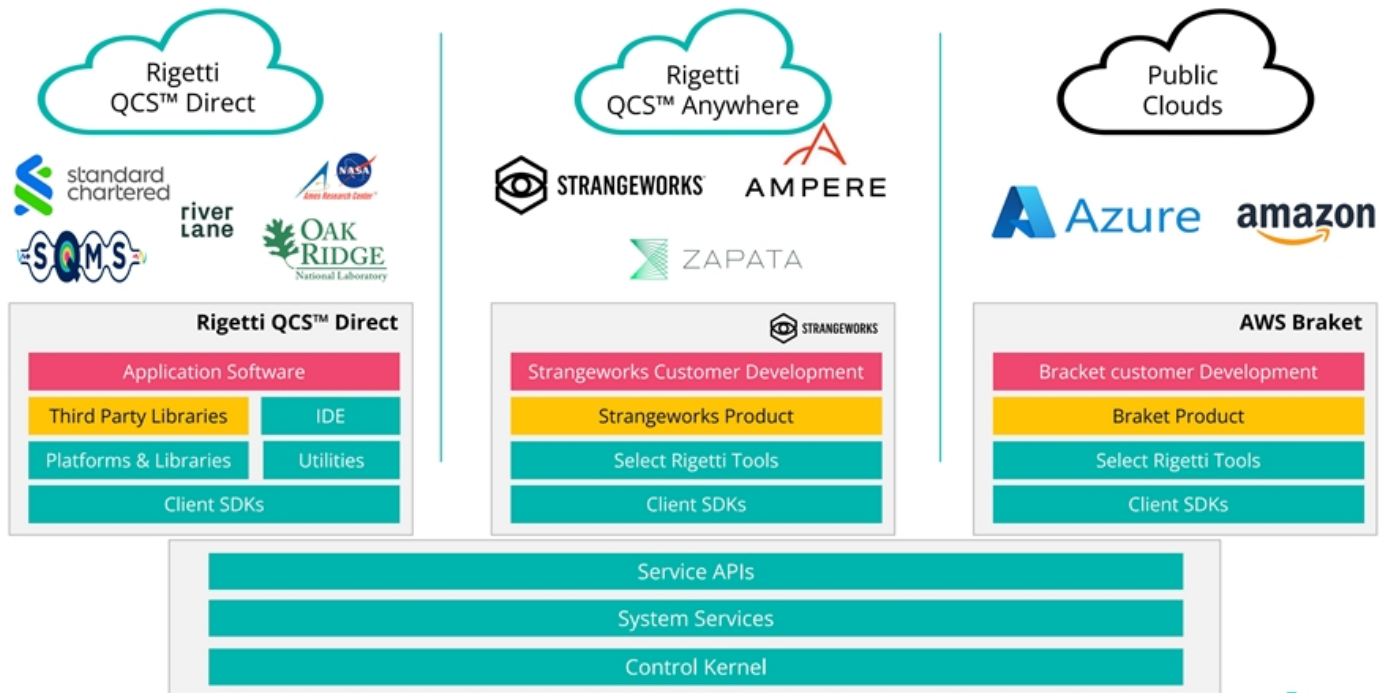 Rigetti
QCS™ Direct
Rigetti
QCS™ Anywhere
Public
Clouds
standard
chartered
river
Lane
NASA
Ames Research Center
SQMS
OAK
RIDGE
National Laboratory
STRANGEWORKS
AMPERE
ZAPATA
Azure
amazon
Rigetti QCS™ Direct
Application Software
Third Party Libraries
IDE
Platforms & Libraries
Utilities
Client SDKs
STRANGEWORKS
Strangeworks Customer Development
Strangeworks Product
Select Rigetti Tools
Client SDKs
AWS Braket
Bracket customer Development
Braket Product
Select Rigetti Tools
Client SDKs
Service APIs
System Services
Control Kernel